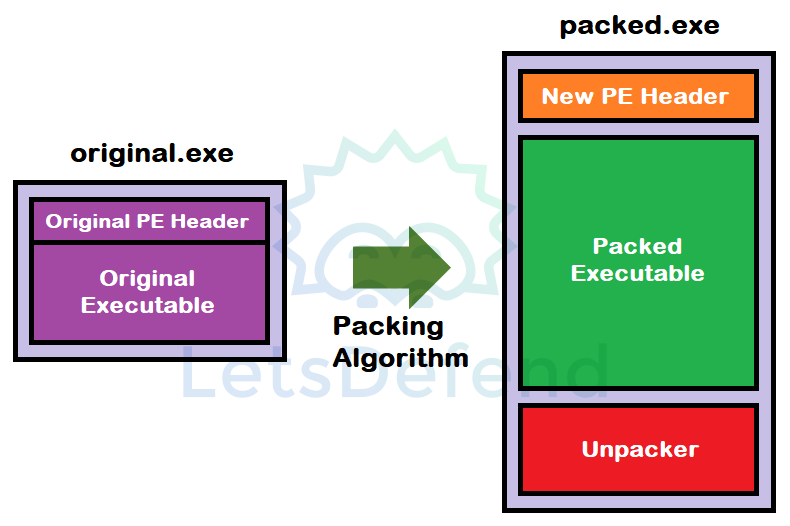 packed.exe
New PE Header
original.exe
Original PE Header
Original
Executable
Packing
Algorithm
Packed
Executable
Unpacker
LetsDefend